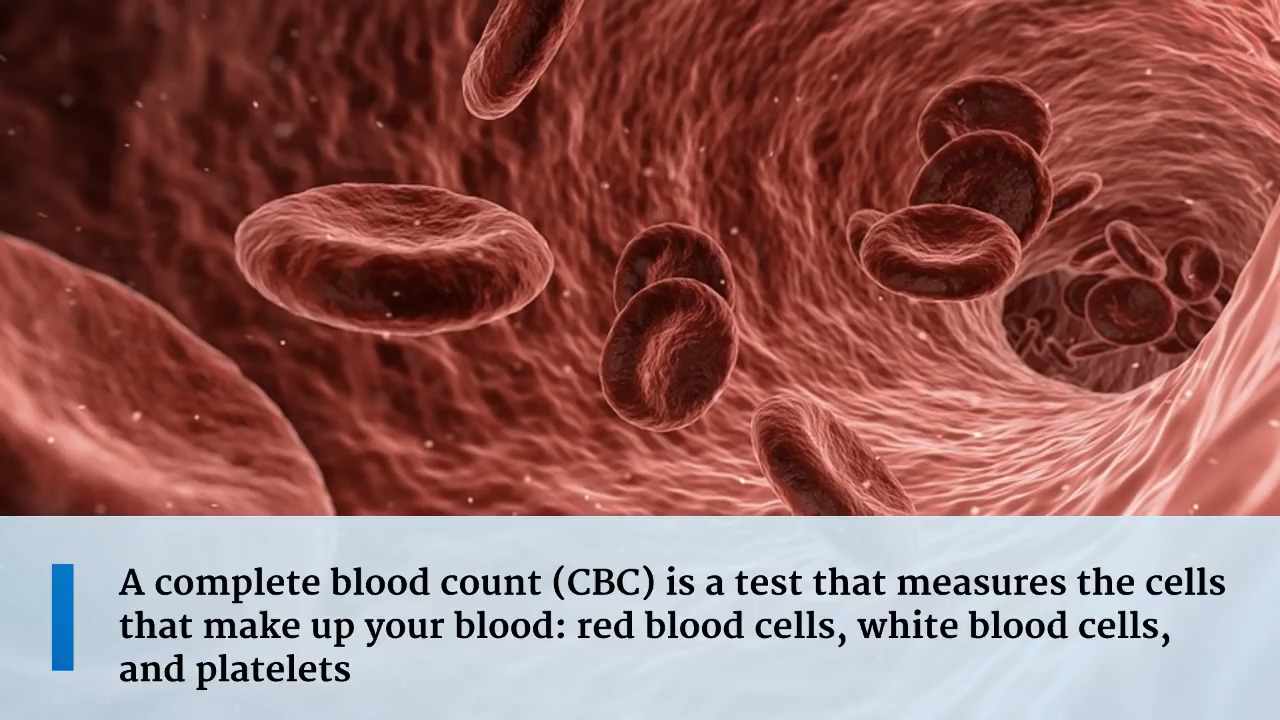 A complete blood count (CBC) is a test that measures the cells
that make up your blood: red blood cells, white blood cells,
and platelets